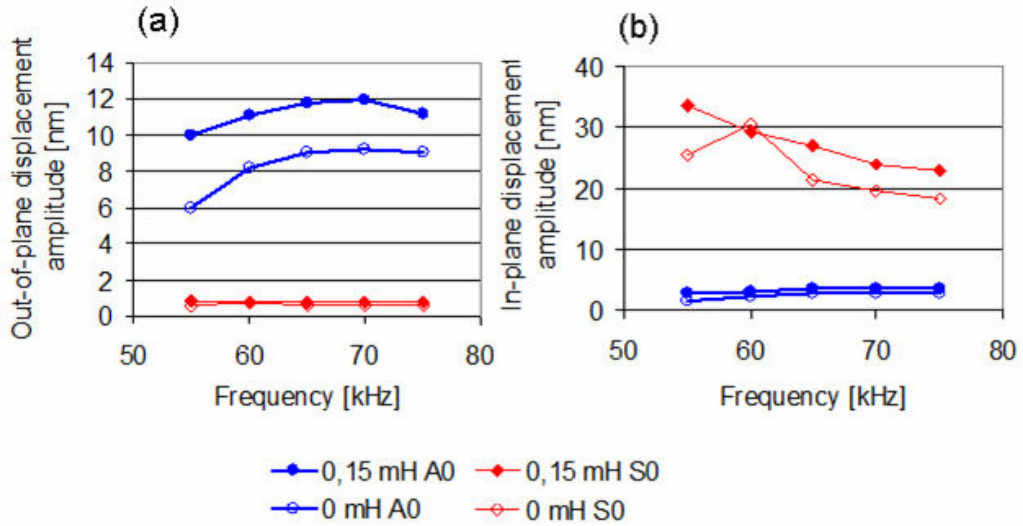 (a)
Out-of-plane displacement
amplitude [nm]
14
12
10
8
6
4
2
0
50
60
70
80
Frequency [kHz]
(b)
In-plane displacement
amplitude [nm]
40
30
20
10
0
50
60
70
80
Frequency [kHz]
0,15 mH A0
0,15 mH S0
0 mH A0
0 mH S0